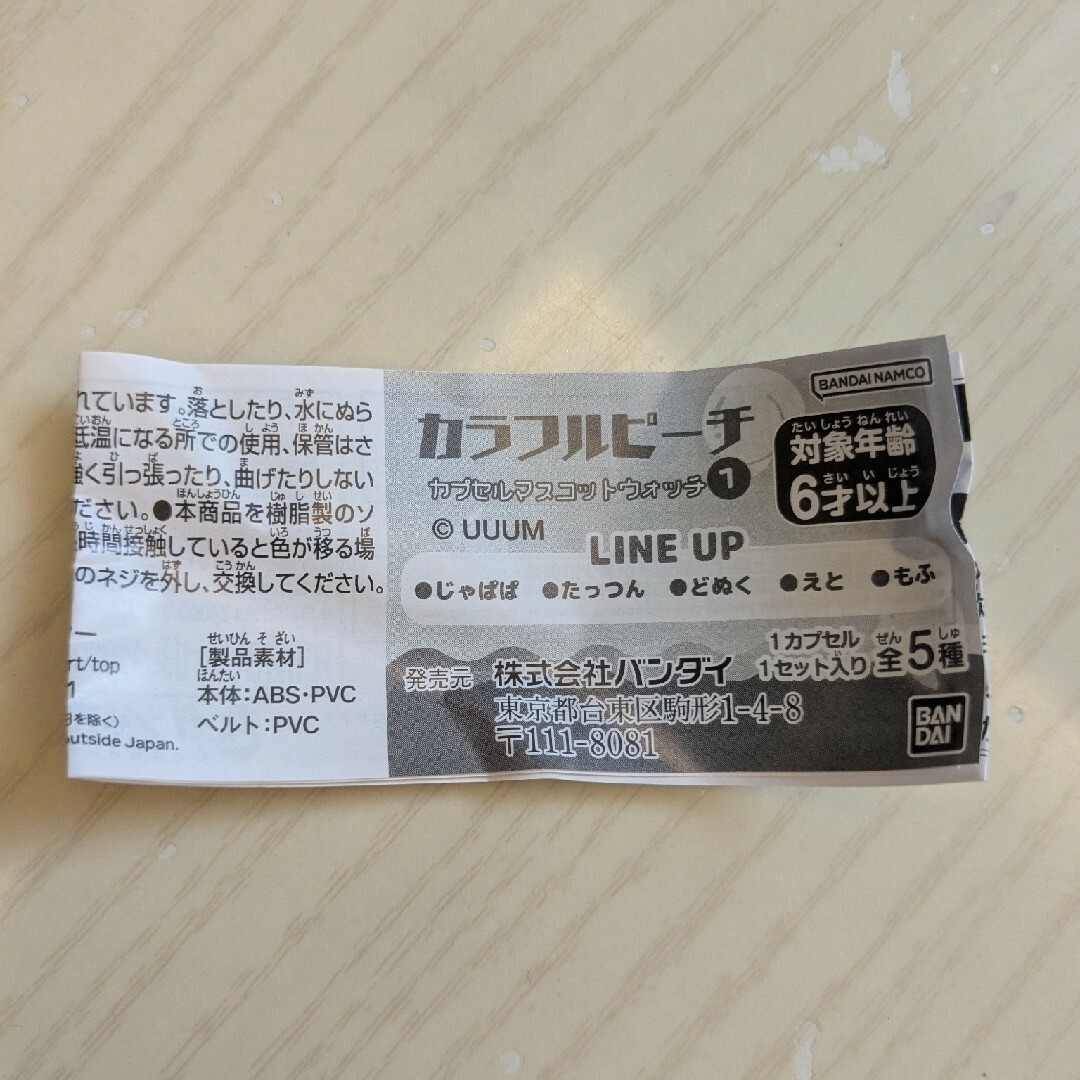 れています。落としたり、水にぬら
低温になる所での使用、保管はさ
強く引っ張ったり、曲げたりしない
ださい。●本商品を樹脂製のソ
時間接触していると色が移る場
のネジを外し、交換してください。
rt/top
を除く)
outside Japan.
[製品素材]
本体:ABS・PVC
ベルト:PVC
BANDAI NAMCO
カラフルピーチ
カプセルマスコットウォッチ1
© UUUM
対象年齢
6才以上
LINE UP
●じゃぱぱ ●たっつん ●どぬく ●えと ●もふ
1カプセル
1セット入り
全5種
発売元 株式会社バンダイ
東京都台東区駒形1-4-8
〒111-8081
BAN
DAI